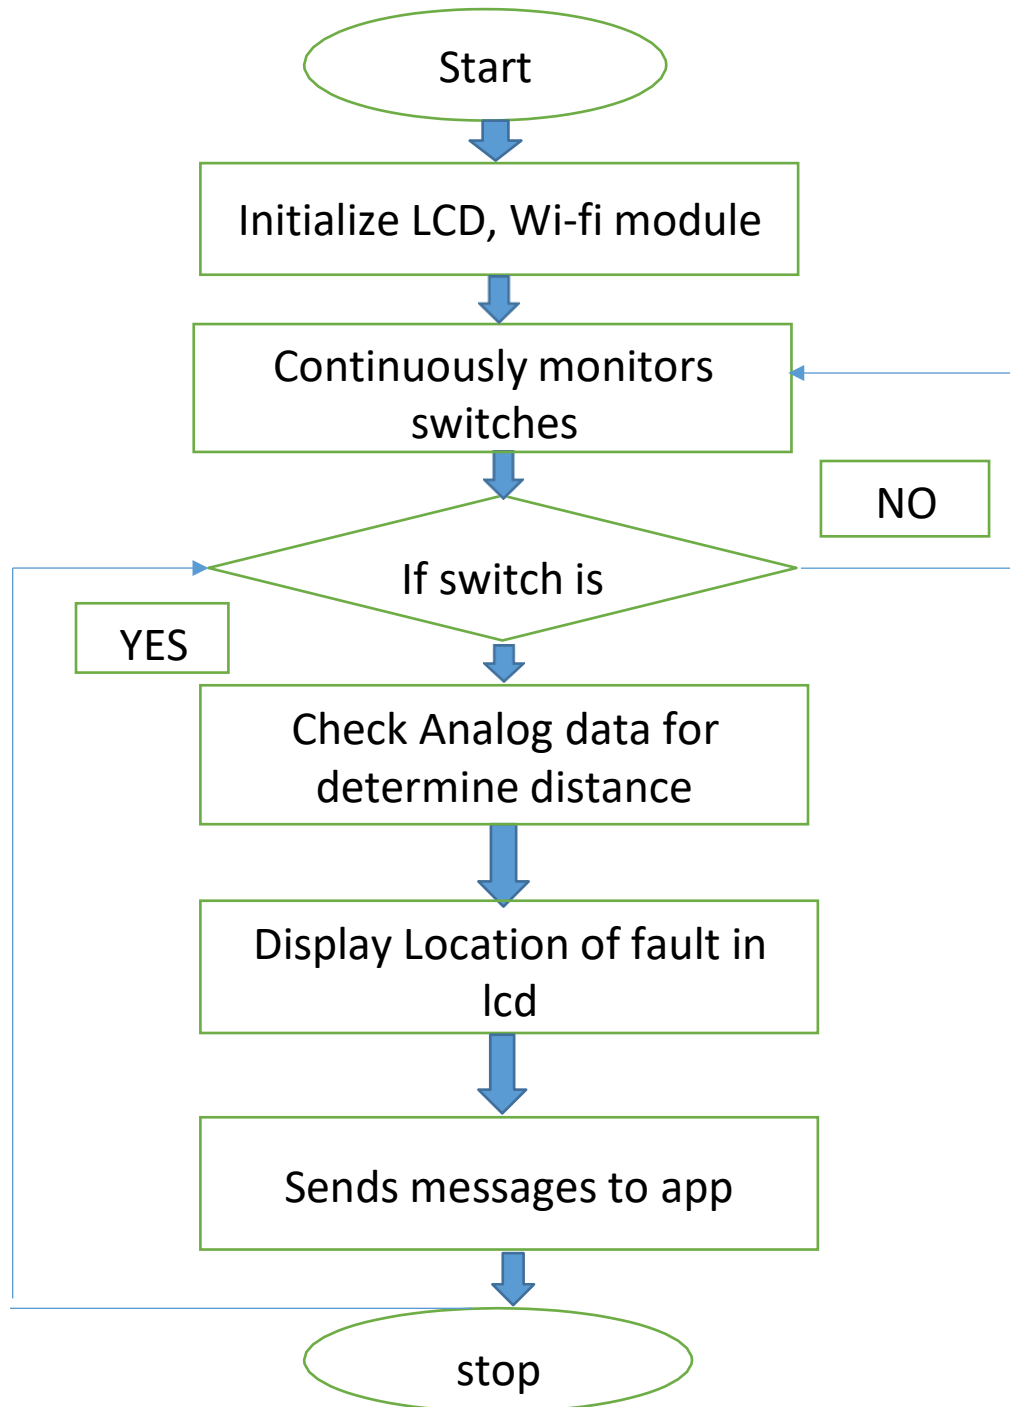 Start
Initialize LCD, Wi-fi module
Continuously monitors
switches
NO
If switch is
YES
Check Analog data for
determine distance
Display Location of fault in
lcd
Sends messages to app
stop